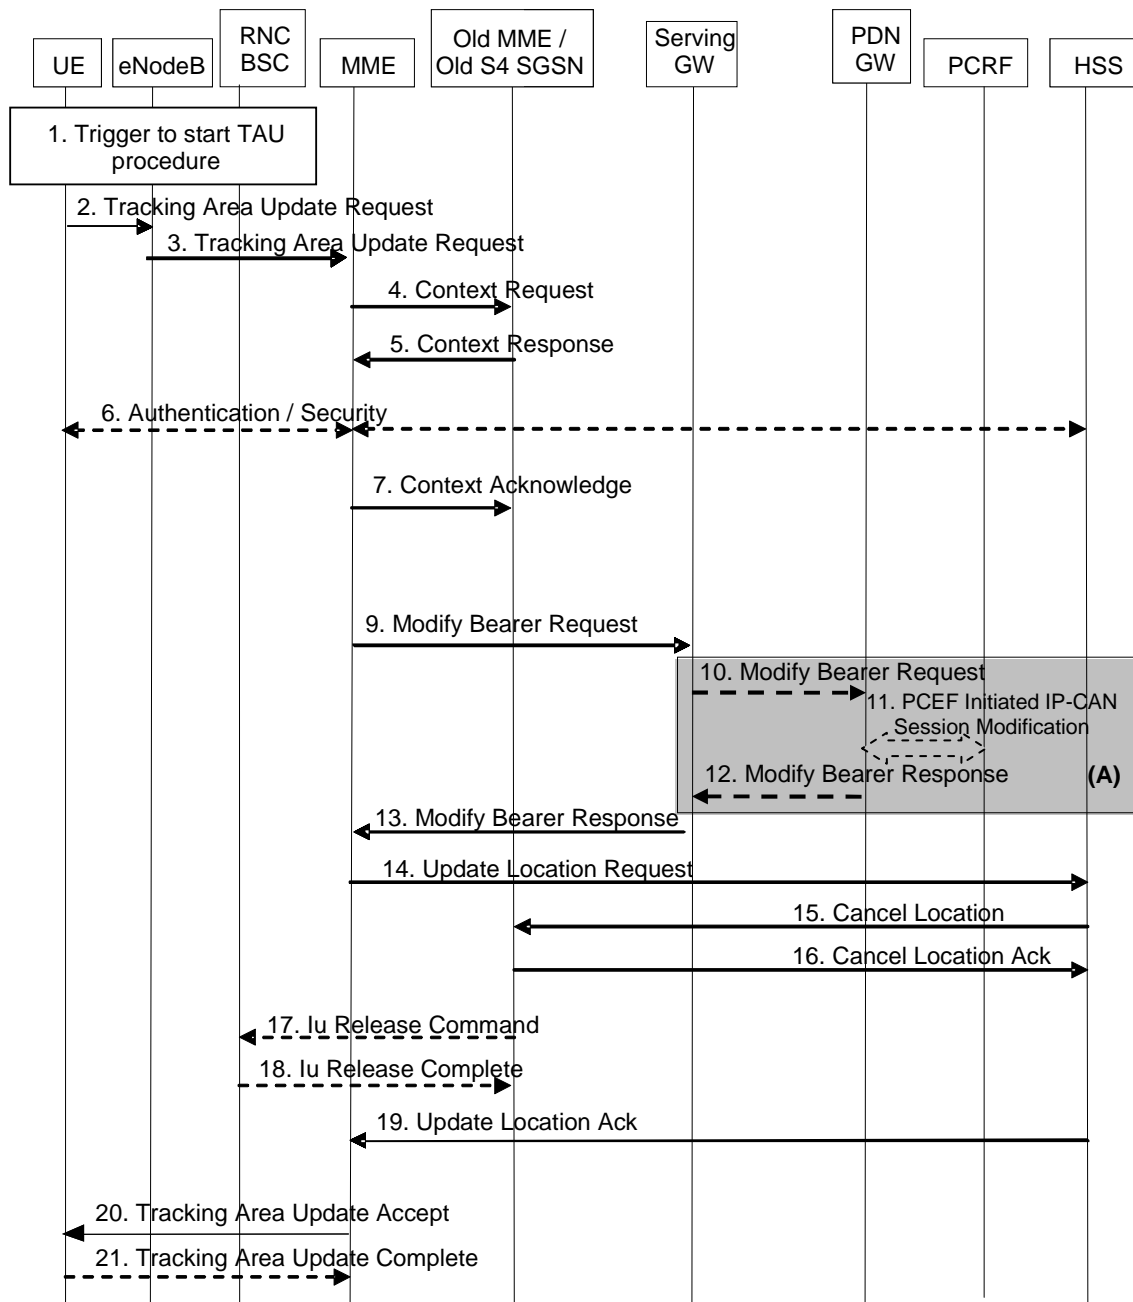 UE
eNodeB
RNC
BSC
MME
Old MME /
Old S4 SGSN
Serving
GW
PDN
GW
PCRF
HSS
1. Trigger to start TAU
procedure
2. Tracking Area Update Request
3. Tracking Area Update Request
4. Context Request
5. Context Response
6. Authentication / Security
7. Context Acknowledge
9. Modify Bearer Request
10. Modify Bearer Request
11. PCEF Initiated IP-CAN
Session Modification
12. Modify Bearer Response
(A)
13. Modify Bearer Response
14. Update Location Request
15. Cancel Location
16. Cancel Location Ack
17. Iu Release Command
18. Iu Release Complete
19. Update Location Ack
20. Tracking Area Update Accept
21. Tracking Area Update Complete